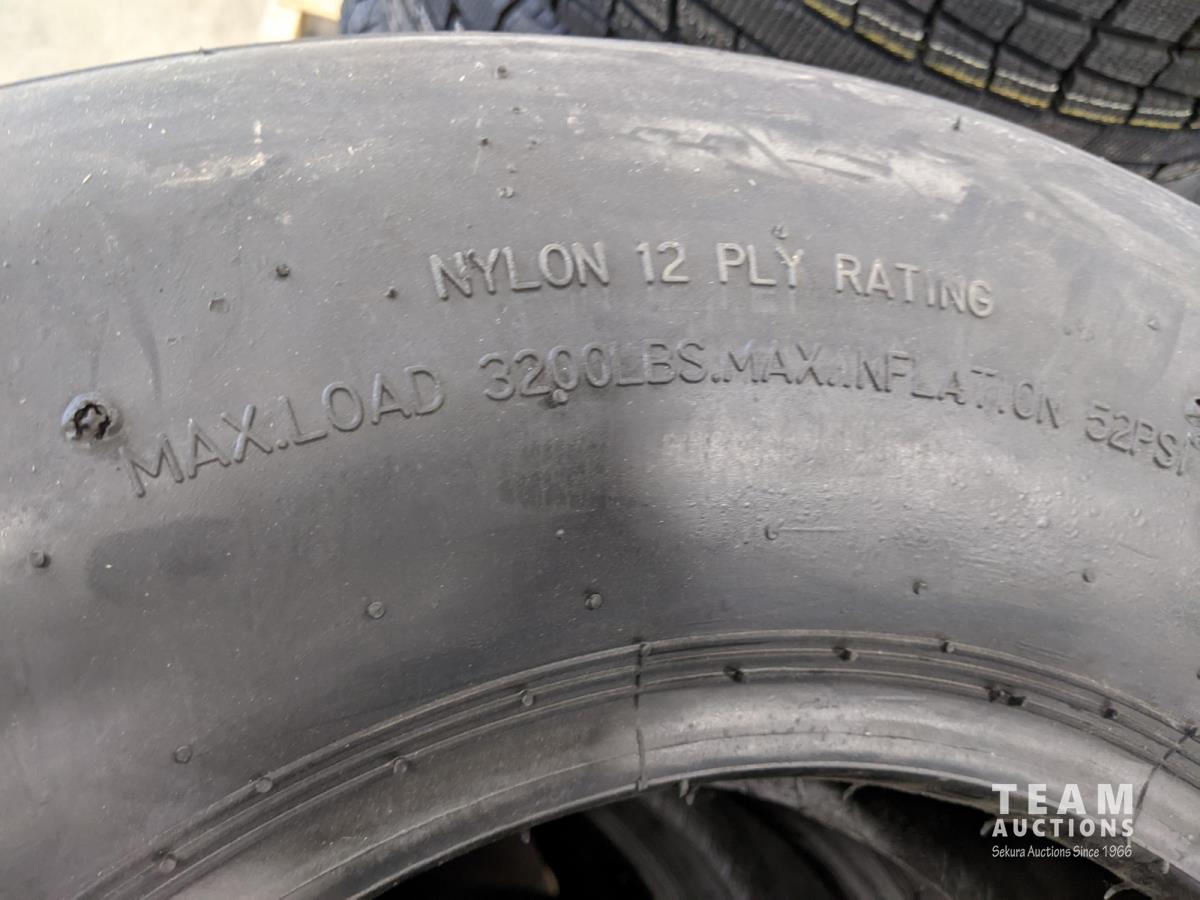 NYLON 12 PLY RATING
MAX.LOAD 3200LBS.MAX.INFLATION 52PSI
TEAM
AUCTIONS
Sekura Auctions Since 1966